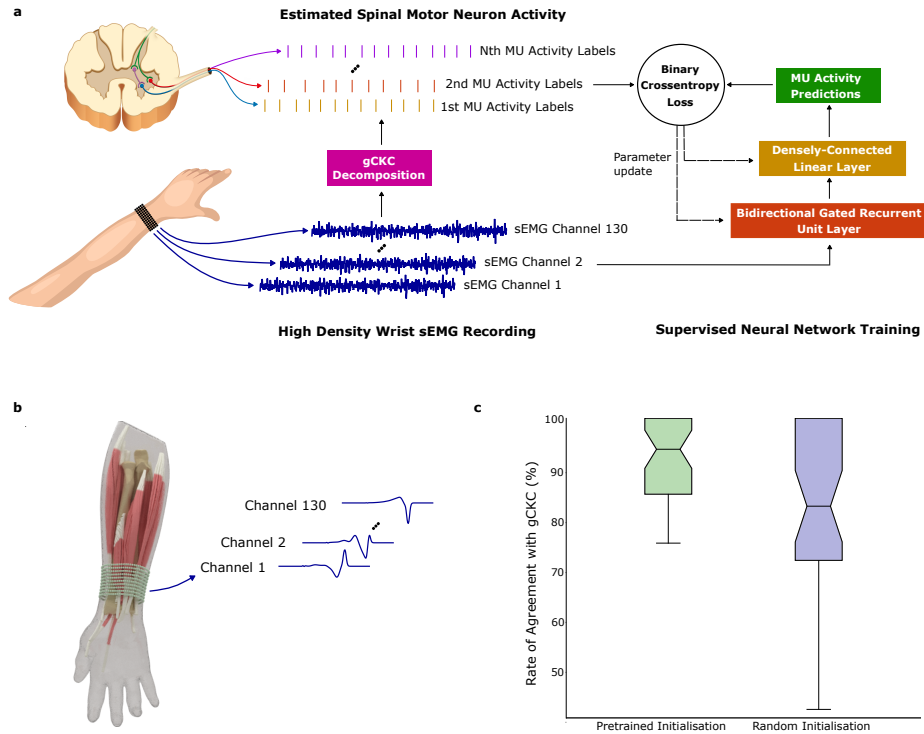 a
Estimated Spinal Motor Neuron Activity
Nth MU Activity Labels
2nd MU Activity Labels
1st MU Activity Labels
Binary
Crossentropy
Loss
MU Activity
Predictions
gCKC
Decomposition
Parameter
update
Densely-Connected
Linear Layer
Bidirectional Gated Recurrent
Unit Layer
sEMG Channel 130
sEMG Channel 2
sEMG Channel 1
High Density Wrist sEMG Recording
Supervised Neural Network Training
b
Channel 130
Channel 2
Channel 1
c
Rate of Agreement with gCKC (%)
100
90
80
70
60
50
Pretrained Initialisation
Random Initialisation